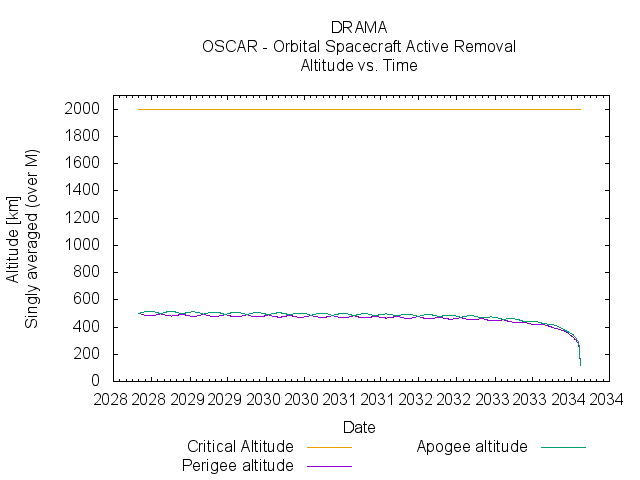 DRAMA
OSCAR - Orbital Spacecraft Active Removal
Altitude vs. Time
Altitude [km]
Singly averaged (over M)
2000
1800
1600
1400
1200
1000
800
600
400
200
0
2028 2028 2029 2029 2030 2030 2031 2031 2032 2032 2033 2033 2034 2034
Date
Critical Altitude Apogee altitude
Perigee altitude